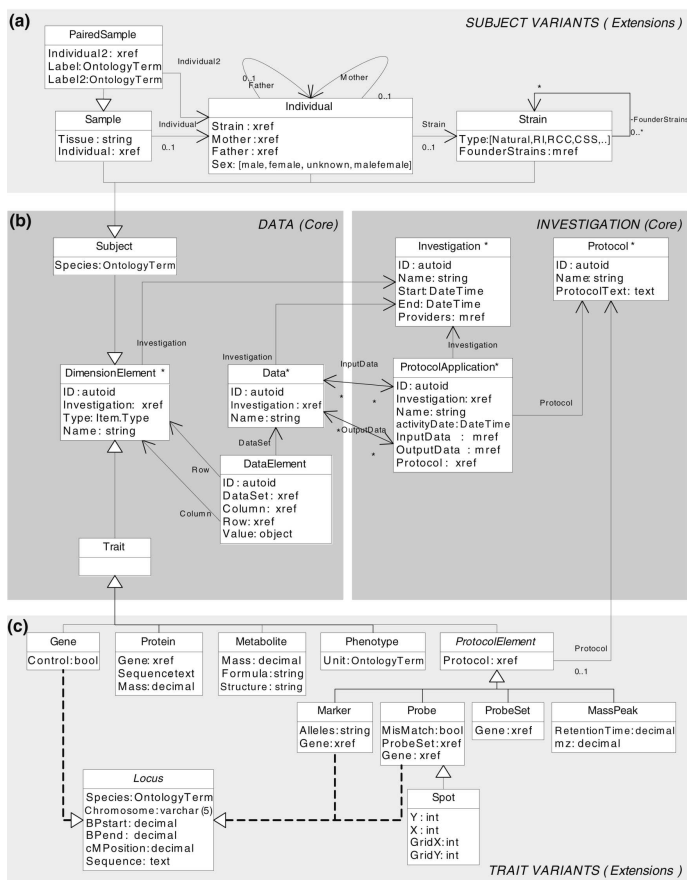 (a)
SUBJECT VARIANTS ( Extensions )
PairedSample
Individual2: xref
Label:OntologyTerm
Label2:OntologyTerm
Individual2
0..1
Father
Mother
0..1
*
Sample
Tissue: string
Individual: xref
Individual
0..1
Individual
Strain: xref
Mother:xref
Father: xref
Sex: [male, female, unknown, malefemale]
Strain
0..1
Strain
Type:[Natural,RI,RCC,CSS,..]
FounderStrains:mref
-FounderStrains
0..*
(b)
DATA (Core)
INVESTIGATION (Core)
Subject
Species:OntologyTerm
Investigation *
ID: autoid
Name: string
Start:DateTime
End: DateTime
Providers: mref
Protocol *
ID: autoid
Name: string
ProtocolText: text
Investigation
Investigation
Investigation
InputData
*
*
DimensionElement *
ID: autoid
Investigation: xref
Type: Item.Type
Name: string
Data*
ID: autoid
Investigation: xref
Name: string
ProtocolApplication*
ID: autoid
Investigation:xref
Name: string
activityDate:DateTime
InputData : mref
OutputData : mref
Protocol : xref
Protocol
*OutputData
*
DataSet
Row
Column
DataElement
ID: autoid
DataSet: xref
Column: xref
Row: xref
Value: object
Trait
(c)
Gene
Control:bool
Protein
Gene: xref
Sequencetext
Mass: decimal
Metabolite
Mass: decimal
Formula:string
Structure: string
Phenotype
Unit:OntologyTerm
ProtocolElement
Protocol: xref
Protocol
0..1
Marker
Alleles:string
Gene:xref
Probe
MisMatch:bool
ProbeSet:xref
Gene: xref
ProbeSet
Gene:xref
MassPeak
RetentionTime:decimal
mz: decimal
Locus
Species:OntologyTerm
Chromosome:varchar(5)
BPstart: decimal
BPend: decimal
cMPosition:decimal
Sequence: text
Spot
Y: int
X: int
GridX:int
GridY: int
TRAIT VARIANTS ( Extensions )